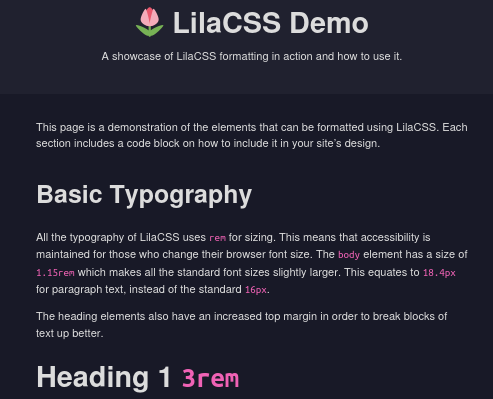 LilaCSS Demo
A showcase of LilaCSS formatting in action and how to use it.
This page is a demonstration of the elements that can be formatted using LilaCSS. Each
section includes a code block on how to include it in your site's design.
Basic Typography
All the typography of LilaCSS uses rem for sizing. This means that accessibility is
maintained for those who change their browser font size. The body element has a size of
1.15rem which makes all the standard font sizes slightly larger. This equates to 18.4px
for paragraph text, instead of the standard 16px.
The heading elements also have an increased top margin in order to break blocks of
text up better.
Heading 1 3rem